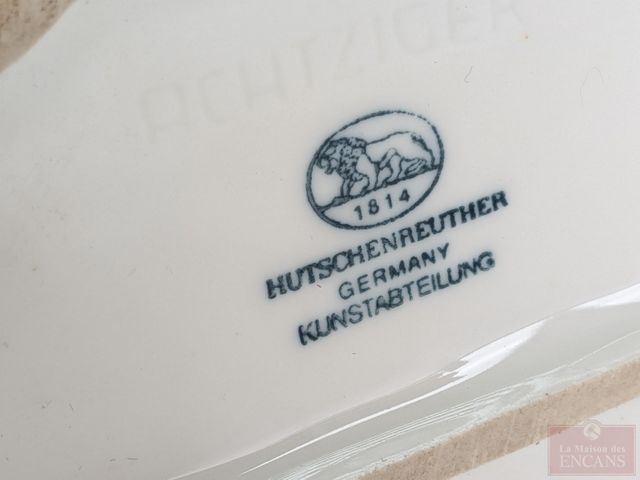 ACHTZIGER
1814
HUTSCHENREUTHER
GERMANY
KUNSTABTEILUNG
La Maison des
ENCANS